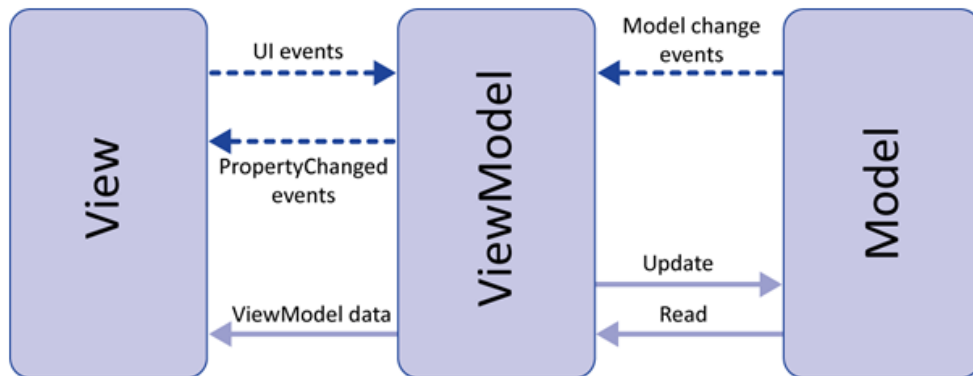 View
UI events
PropertyChanged
events
ViewModel data
ViewModel
Model change
events
Update
Read
Model